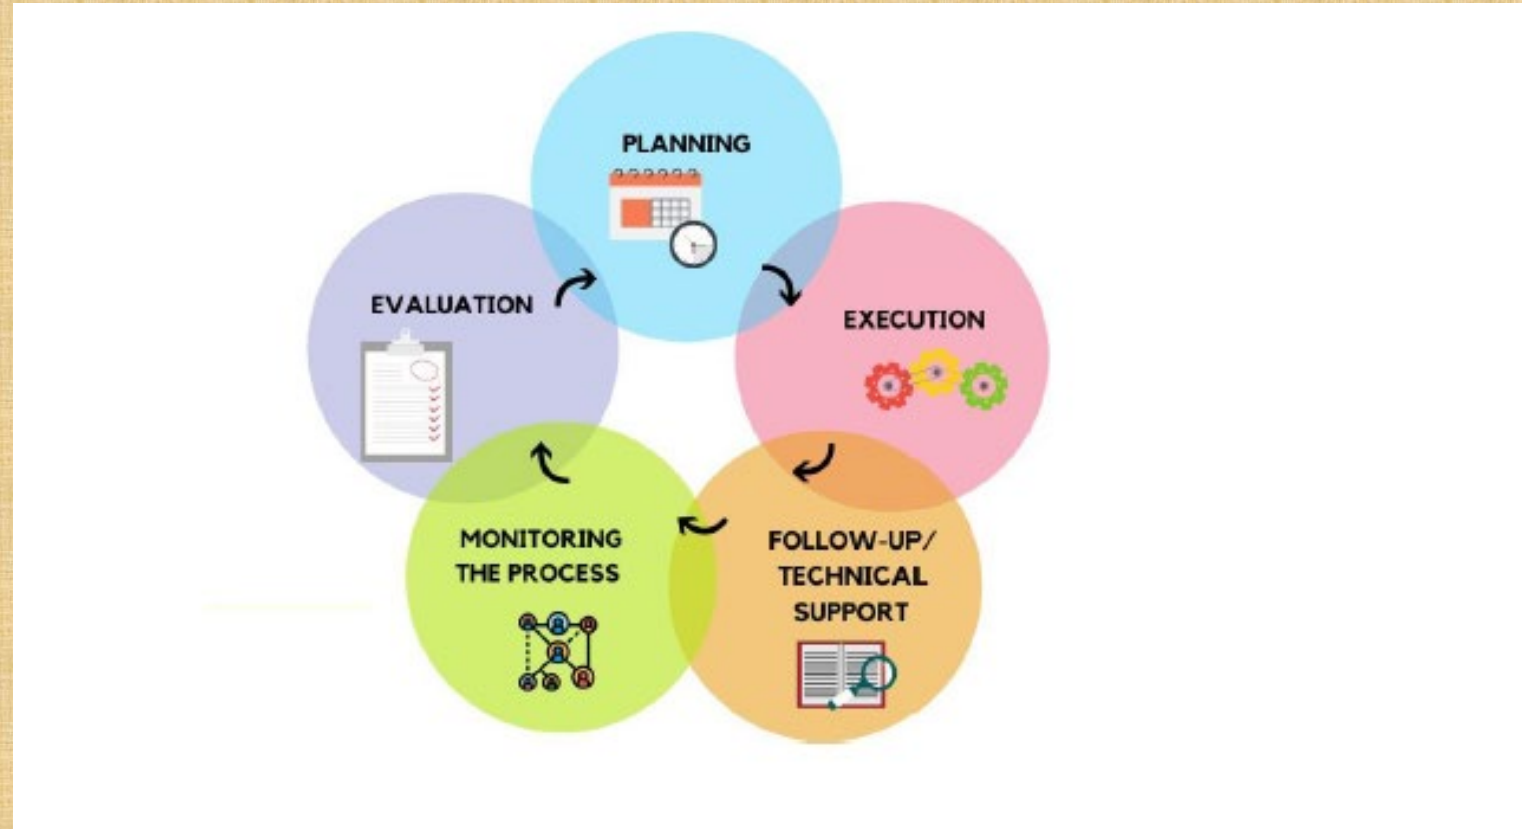 PLANNING
EXECUTION
FOLLOW-UP/
TECHNICAL
SUPPORT
MONITORING
THE PROCESS
EVALUATION